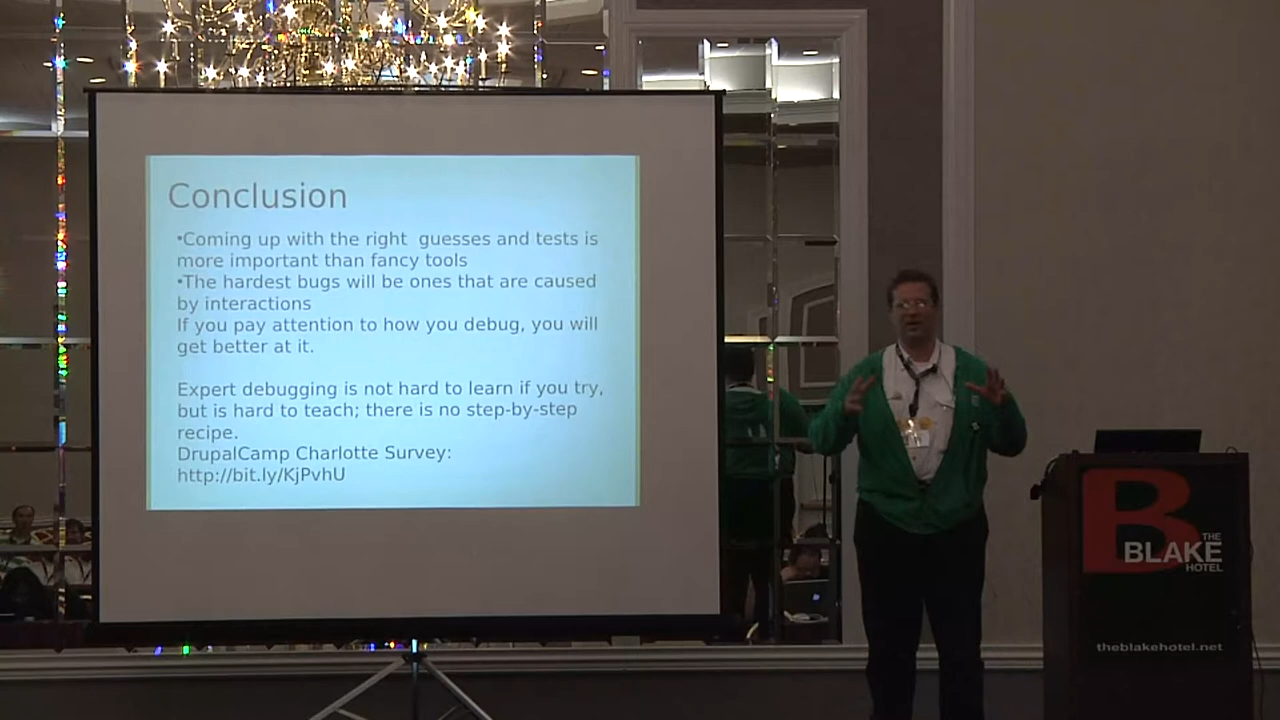 Conclusion
•Coming up with the right  guesses and tests is
more important than fancy tools
•The hardest bugs will be ones that are caused
by interactions
If you pay attention to how you debug, you will
get better at it.
Expert debugging is not hard to learn if you try,
but is hard to teach; there is no step-by-step
recipe.
DrupalCamp Charlotte Survey:
http://bit.ly/KjPvhU
B
THE
BLAKE
HOTEL
theblakehotel.net